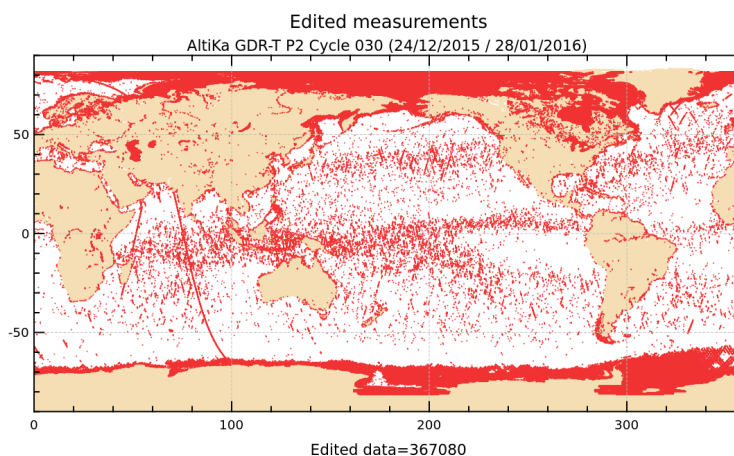 Edited measurements
AltiKa GDR-T P2 Cycle 030 (24/12/2015 / 28/01/2016)
50
0
-50
0 100 200 300
Edited data=367080